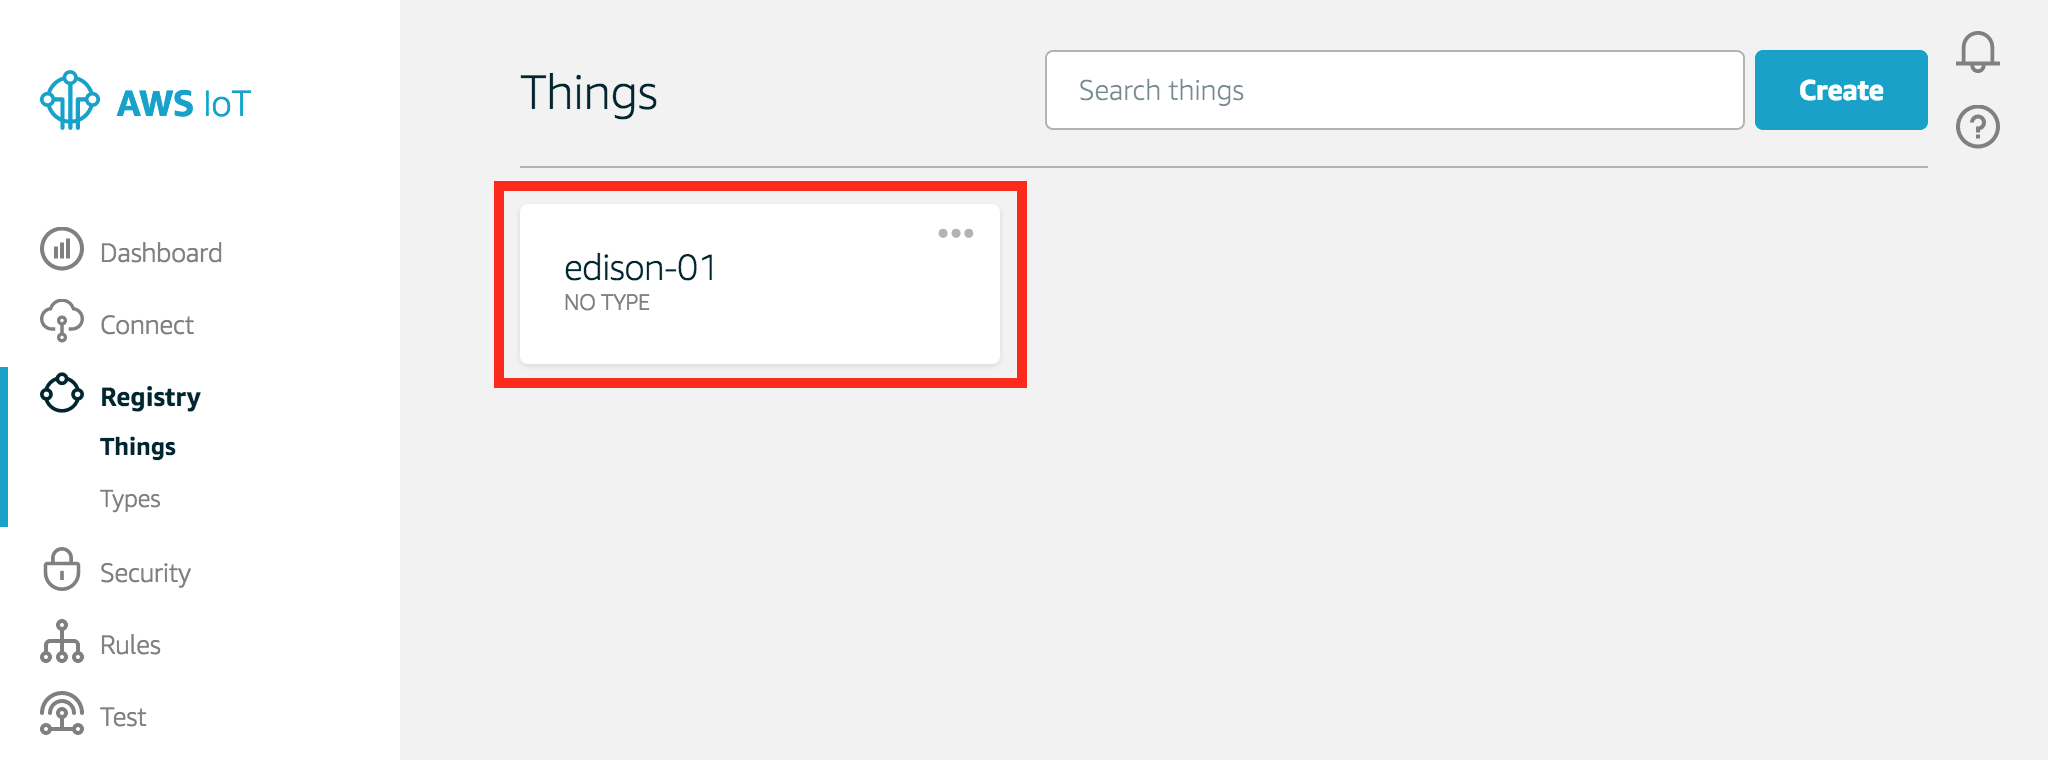 AWS IoT
Dashboard
Connect
Registry
Things
Types
Security
Rules
Test
Things
Search things
Create
?
edison-01
NO TYPE